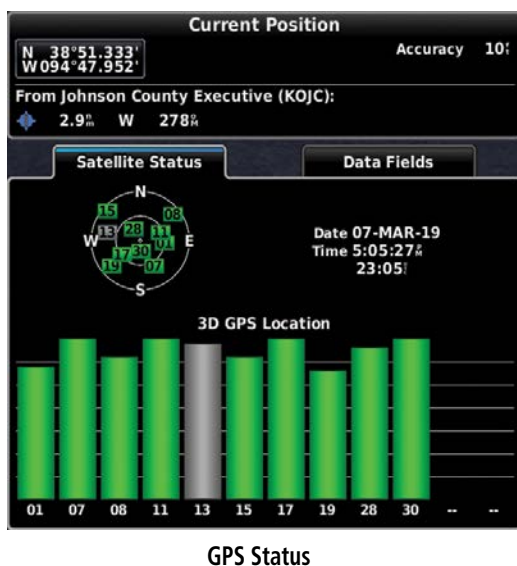 Current Position
N 38°51.333'
W094°47.952'
Accuracy 10
From Johnson County Executive (KOJC):
2.9 W 278
Satellite Status
Data Fields
N
15
08
13
28
11
W
01
E
17
30
19
07
S
Date 07-MAR-19
Time 5:05:27
23:05
3D GPS Location
01 07 08 11 13 15 17 19 28 30 -- --
GPS Status